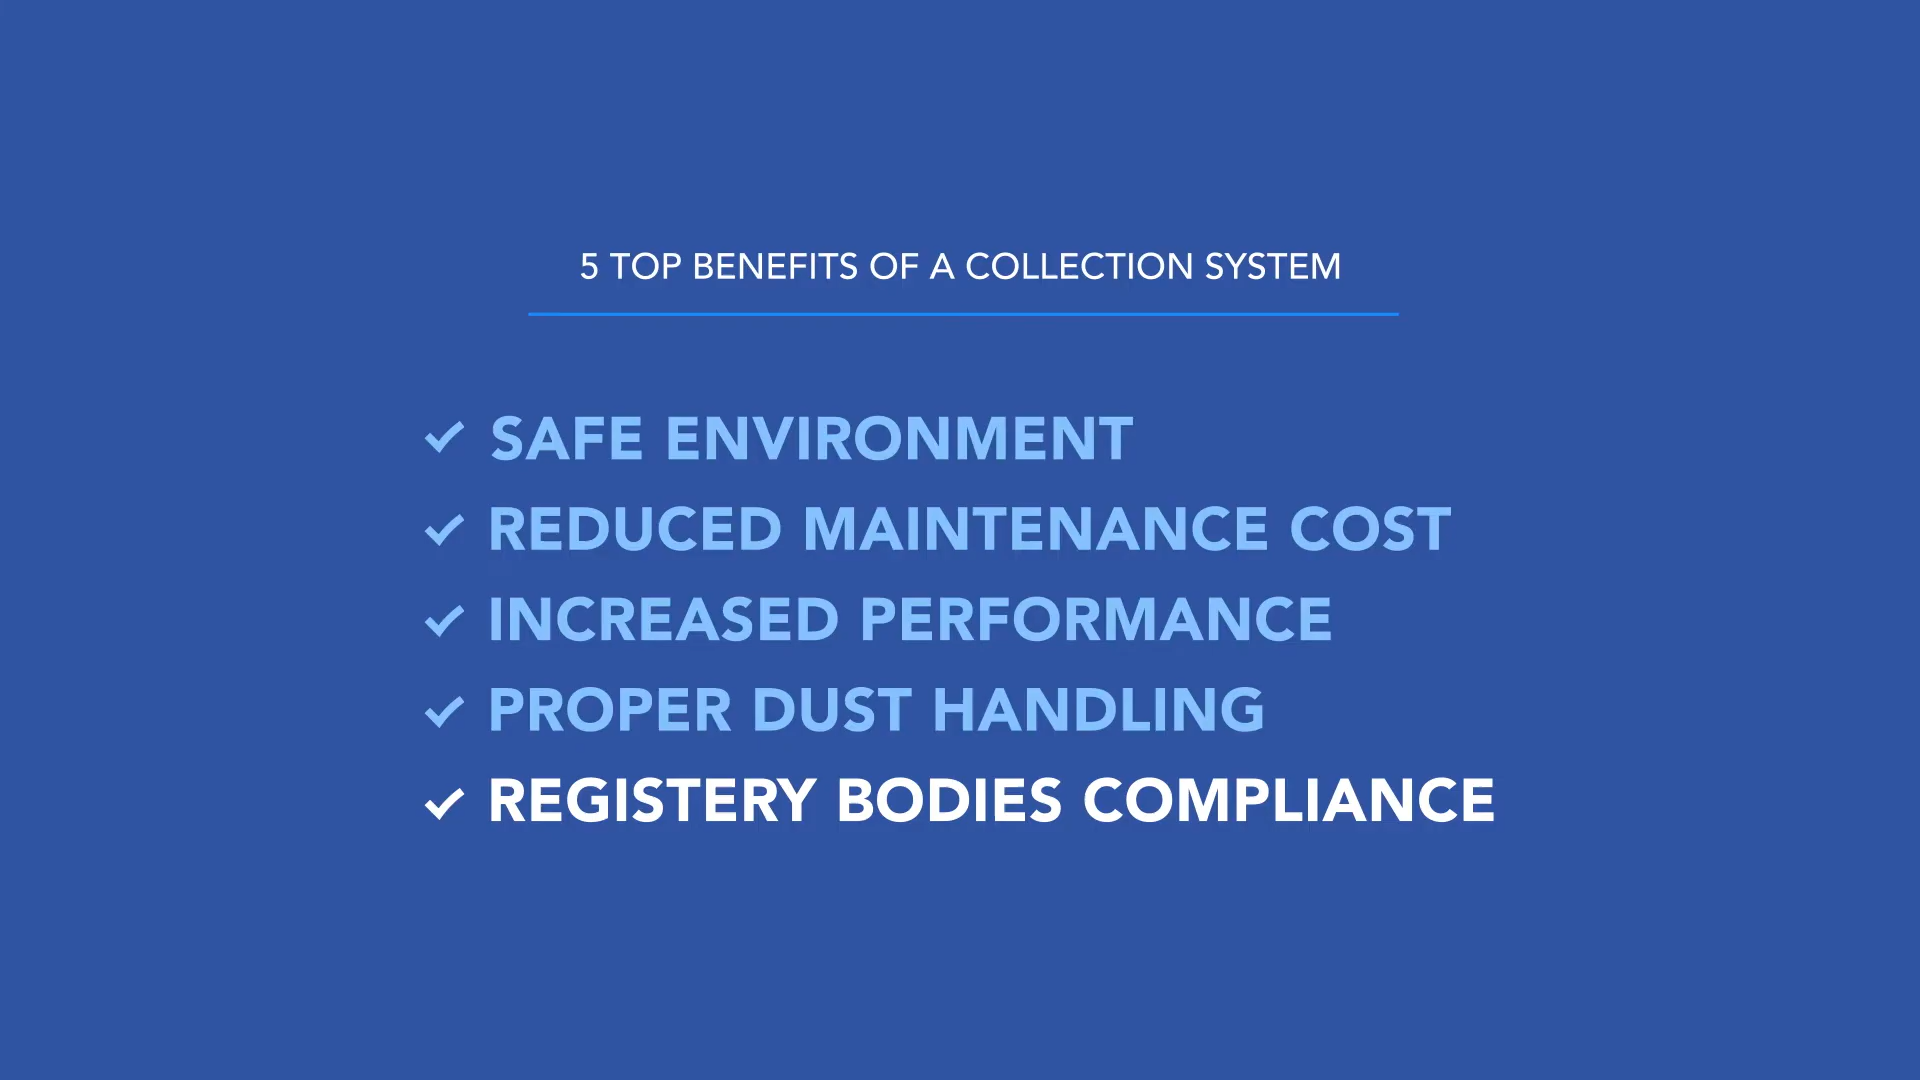 5 TOP BENEFITS OF A COLLECTION SYSTEM
SAFE ENVIRONMENT
REDUCED MAINTENANCE COST
INCREASED PERFORMANCE
PROPER DUST HANDLING
REGISTERY BODIES COMPLIANCE